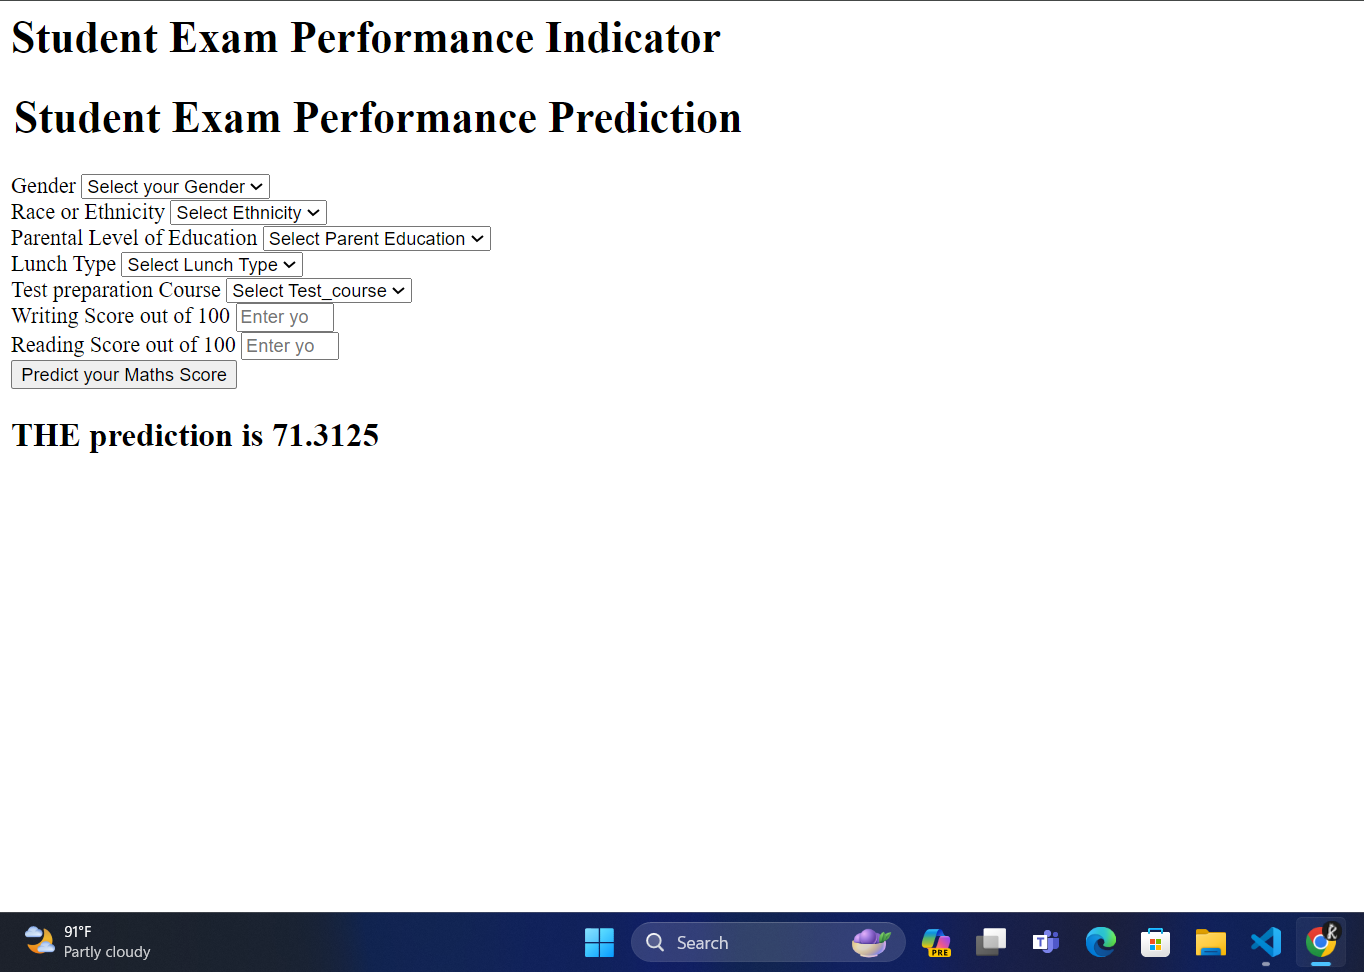 Student Exam Performance Indicator
Student Exam Performance Prediction
Gender Select your Gender
Race or Ethnicity Select Ethnicity
Parental Level of Education Select Parent Education
Lunch Type Select Lunch Type
Test preparation Course Select Test_course
Writing Score out of 100 Enter yo
Reading Score out of 100 Enter yo
Predict your Maths Score
THE prediction is 71.3125
91°F
Partly cloudy
Search
PRE